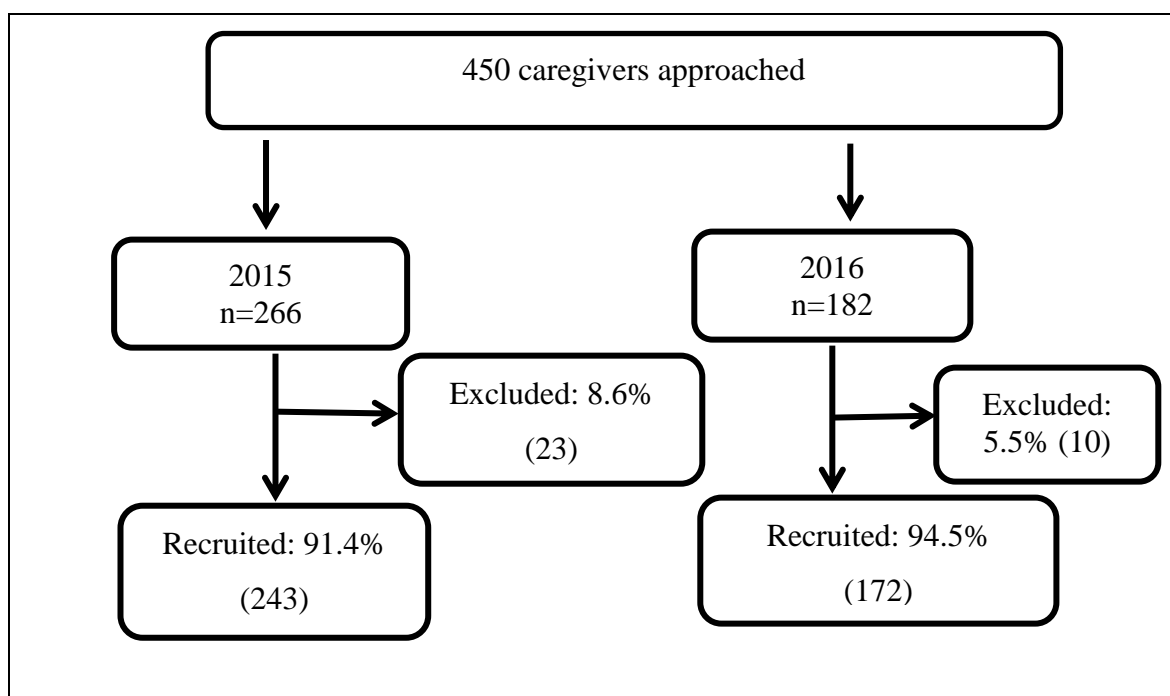 450 caregivers approached
2015
n=266
2016
n=182
Excluded: 8.6%
(23)
Excluded:
5.5% (10)
Recruited: 91.4%
(243)
Recruited: 94.5%
(172)